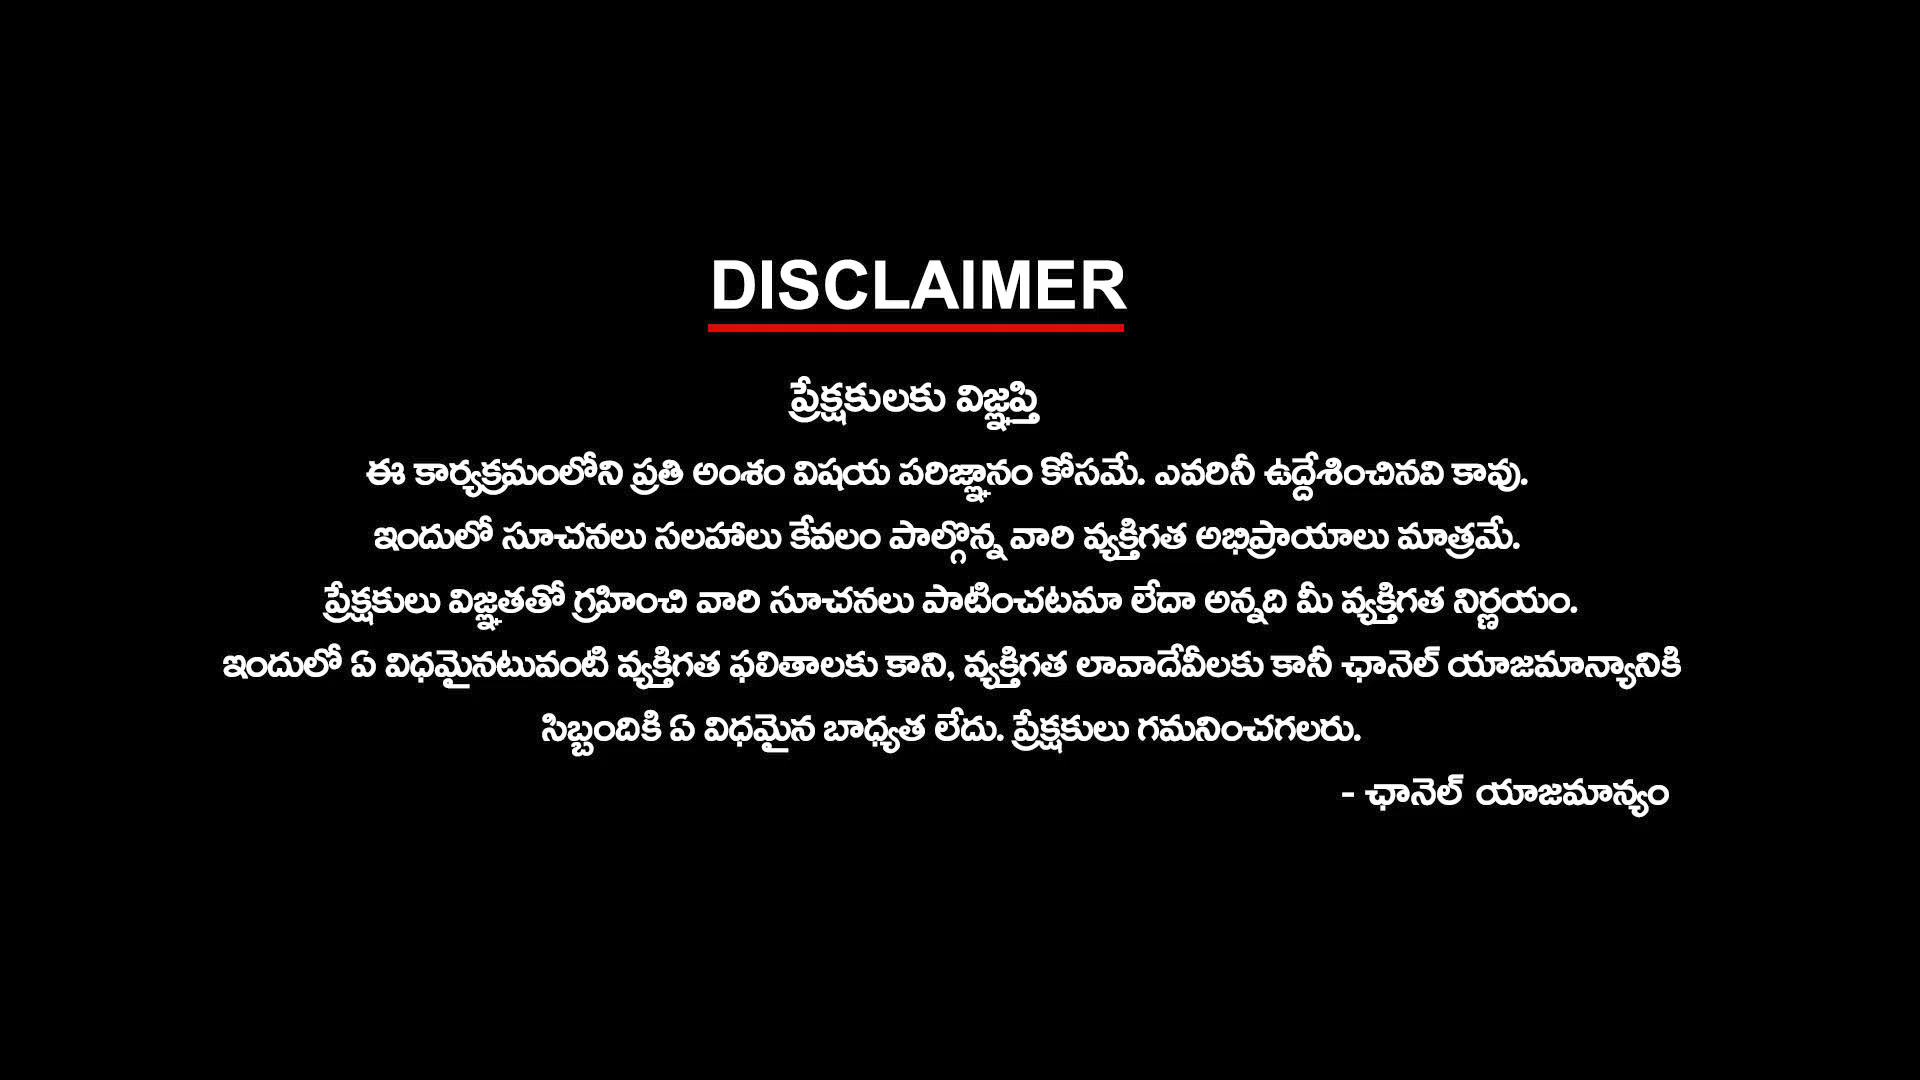 DISCLAIMER
ప్రేక్షకులకు విజ్ఞప్తి
ఈ కార్యక్రమంలోని ప్రతి అంశం విషయ పరిజ్ఞానం కోసమే. ఎవరినీ ఉద్దేశించినవి కావు.
ఇందులో సూచనలు సలహాలు కేవలం పాల్గొన్న వారి వ్యక్తిగత అభిప్రాయాలు మాత్రమే.
ప్రేక్షకులు విజ్ఞతతో గ్రహించి వారి సూచనలు పాటించటమా లేదా అన్నది మీ వ్యక్తిగత నిర్ణయం.
ఇందులో ఏ విధమైనటువంటి వ్యక్తిగత ఫలితాలకు కాని, వ్యక్తిగత లావాదేవీలకు కానీ ఛానెల్ యాజమాన్యానికి
సిబ్బందికి ఏ విధమైన బాధ్యత లేదు. ప్రేక్షకులు గమనించగలరు.
- ఛానెల్ యాజమాన్యం